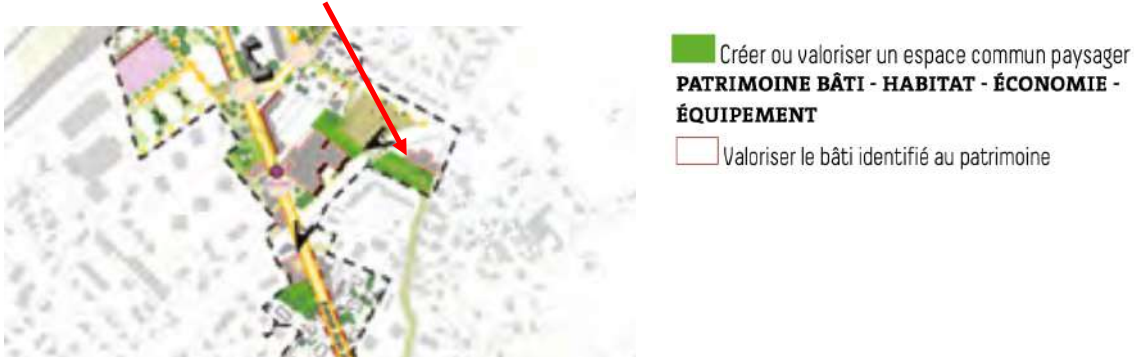 Créer ou valoriser un espace commun paysager
PATRIMOINE BÂTI - HABITAT - ÉCONOMIE -
ÉQUIPEMENT
Valoriser le bâti identifié au patrimoine